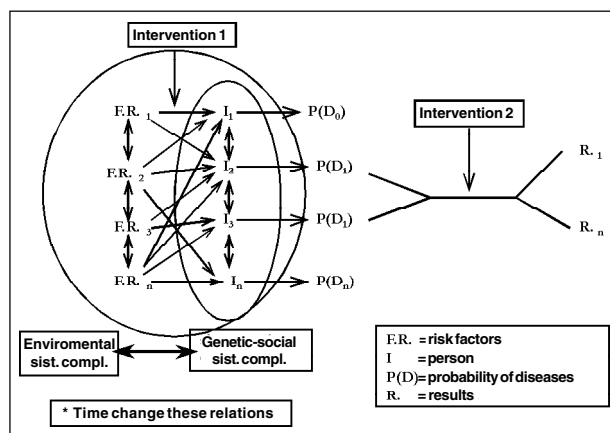 Intervention 1
F.R. 1 I1 P(D0)
F.R. 2 I2 P(D1)
F.R. 3 I3 P(D1)
F.R. n In P(Dn)
Intervention 2
R. 1
R. n
Enviromental
sist. compl.
Genetic-social
sist.compl.
* Time change these relations
F.R. = risk factors
I = person
P(D)= probability of diseases
R. = results